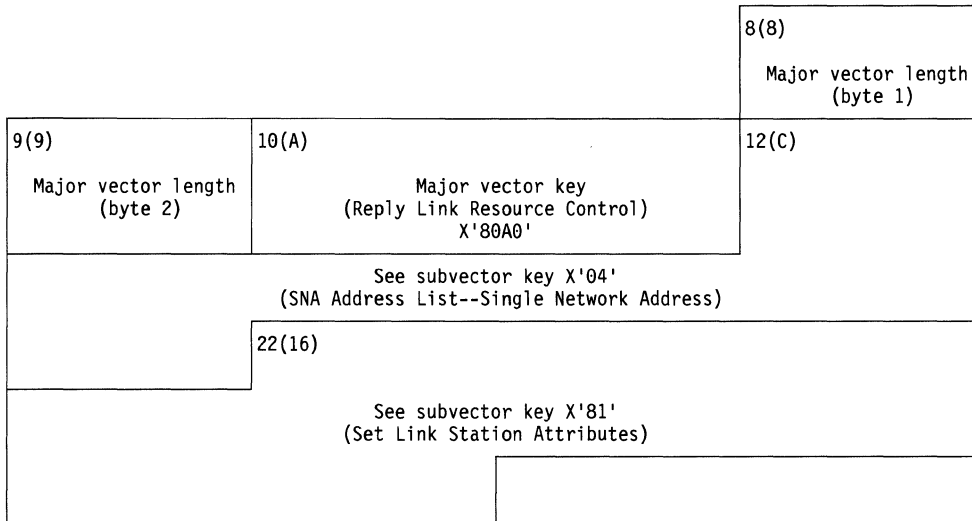 8(8)
Major vector length
(byte 1)
9(9)
Major vector length
(byte 2)
10(A)
Major vector key
(Reply Link Resource Control)
X'80A0'
12(C)
See subvector key X'04'
(SNA Address List--Single Network Address)
22(16)
See subvector key X'81'
(Set Link Station Attributes)